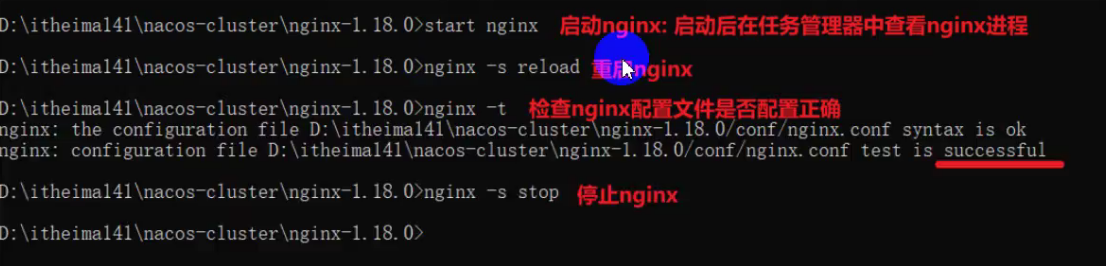 D:\itheima141\nacos-cluster\nginx-1.18.0>start nginx 启动nginx: 启动后在任务管理器中查看nginx进程
D:\itheima141\nacos-cluster\nginx-1.18.0>nginx -s reload 重启nginx
D:\itheima141\nacos-cluster\nginx-1.18.0>nginx -t 检查nginx配置文件是否配置正确
nginx: the configuration file D:\itheima141\nacos-cluster\nginx-1.18.0/conf/nginx.conf syntax is ok
nginx: configuration file D:\itheima141\nacos-cluster\nginx-1.18.0/conf/nginx.conf test is successful
D:\itheima141\nacos-cluster\nginx-1.18.0>nginx -s stop 停止nginx
D:\itheima141\nacos-cluster\nginx-1.18.0>